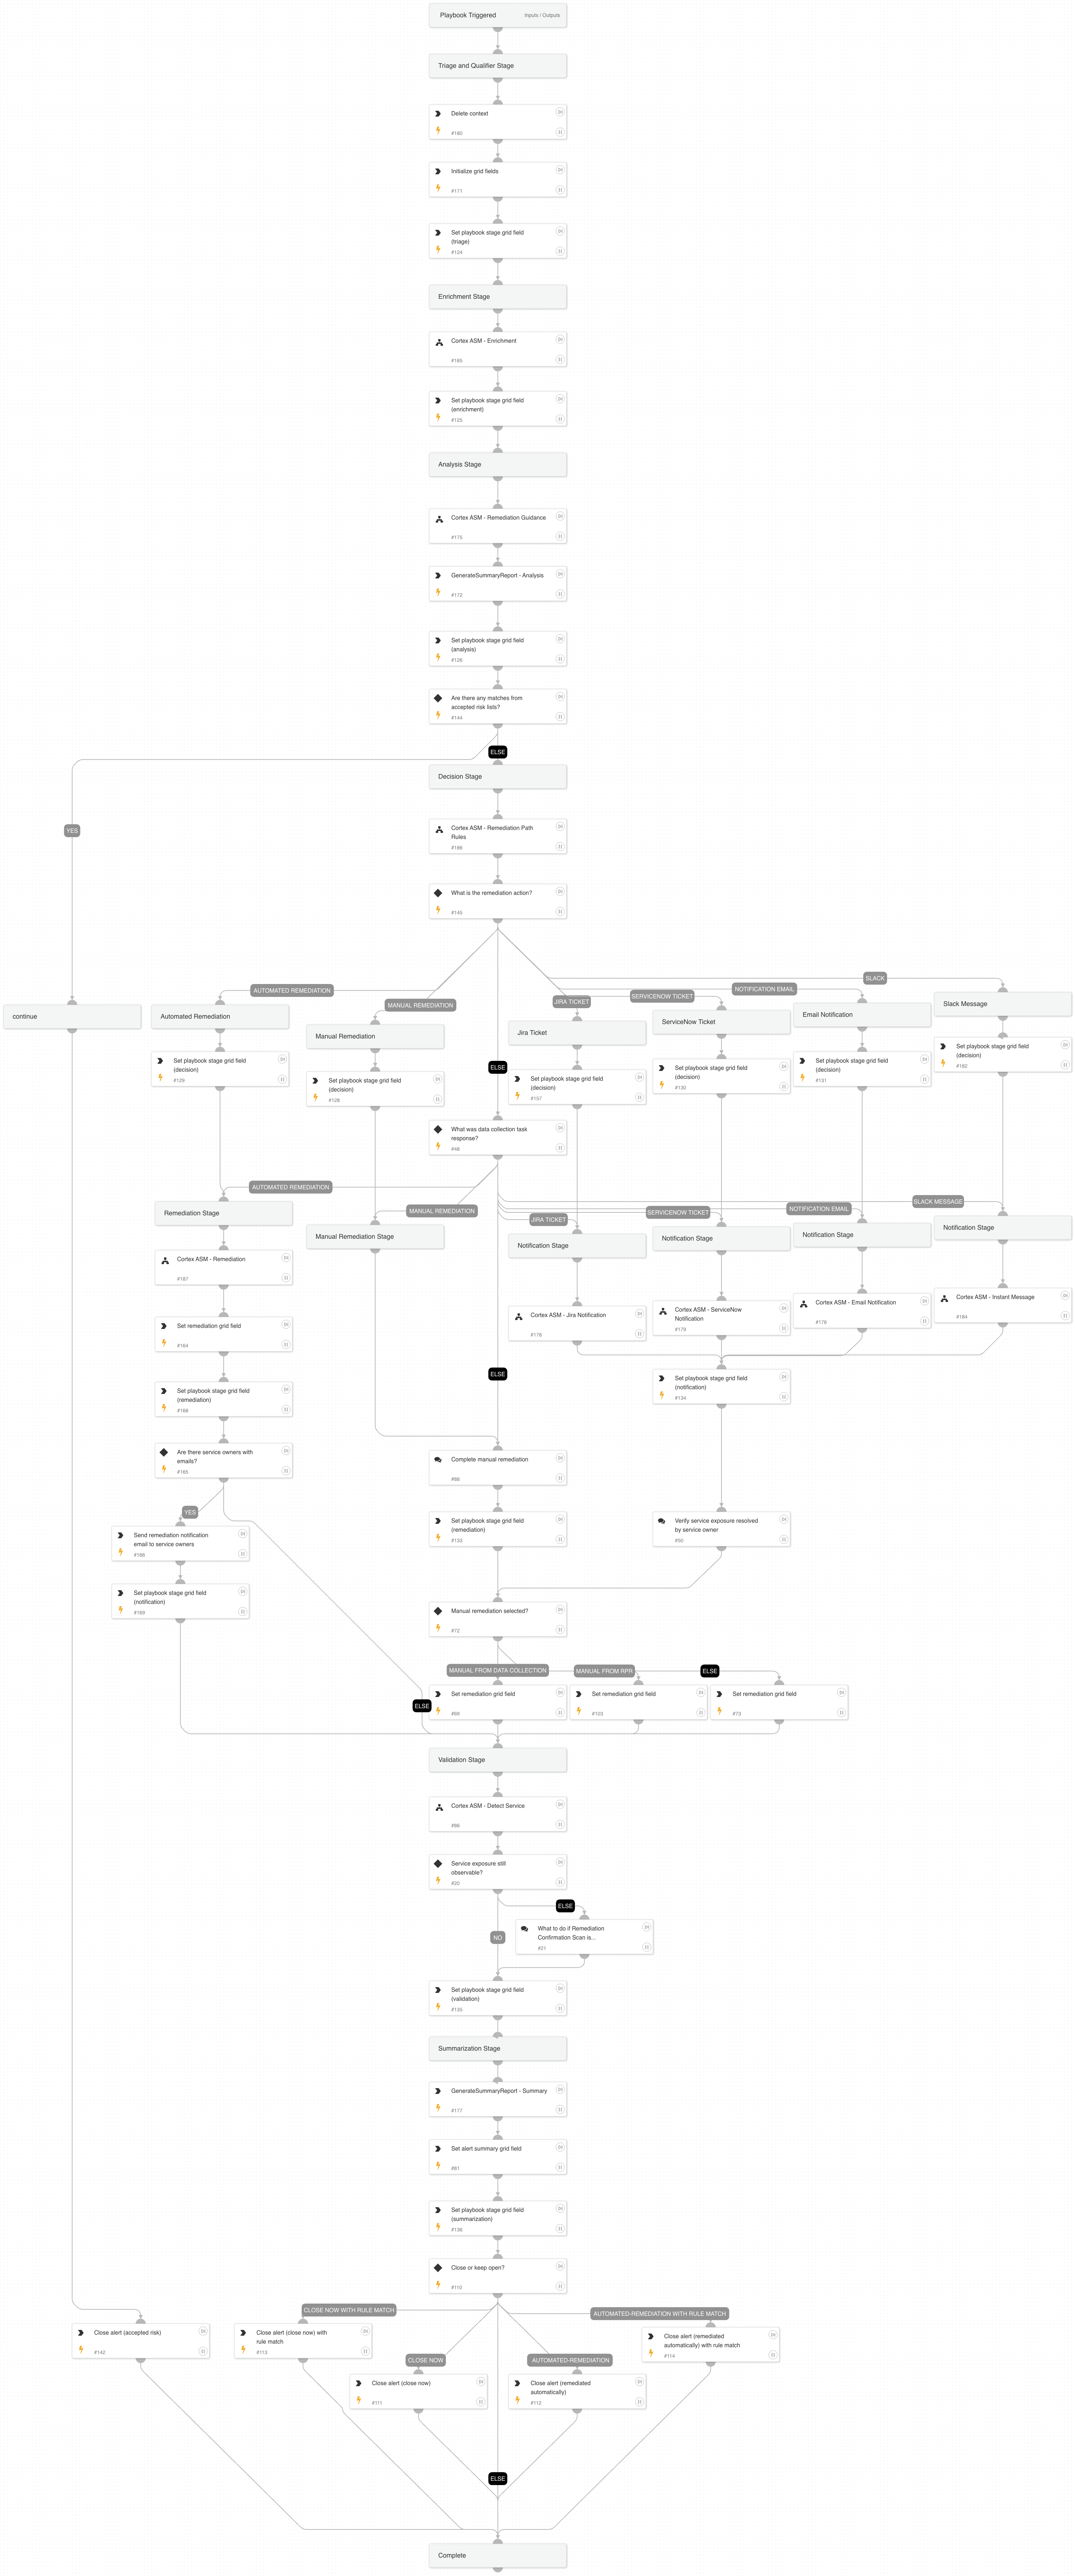 Playbook Triggered
Inputs / Outputs
Triage and Qualifier Stage
Delete context
#180
Initialize grid fields
#171
Set playbook stage grid field
(triage)
#124
Enrichment Stage
Cortex ASM - Enrichment
#185
Set playbook stage grid field
(enrichment)
#125
Analysis Stage
Cortex ASM - Remediation Guidance
#175
GenerateSummaryReport - Analysis
#172
Set playbook stage grid field
(analysis)
#126
Are there any matches from
accepted risk lists?
#144
ELSE
Decision Stage
YES
Cortex ASM - Remediation Path
Rules
#186
What is the remediation action?
#145
SLACK
AUTOMATED REMEDIATION
NOTIFICATION EMAIL
SERVICENOW TICKET
JIRA TICKET
MANUAL REMEDIATION
continue
Automated Remediation
Manual Remediation
Jira Ticket
ServiceNow Ticket
Email Notification
Slack Message
Set playbook stage grid field
(decision)
#129
Set playbook stage grid field
(decision)
#128
ELSE
Set playbook stage grid field
(decision)
#157
Set playbook stage grid field
(decision)
#130
Set playbook stage grid field
(decision)
#131
Set playbook stage grid field
(decision)
#182
What was data collection task
response?
#48
AUTOMATED REMEDIATION
MANUAL REMEDIATION
JIRA TICKET
SERVICENOW TICKET
NOTIFICATION EMAIL
SLACK MESSAGE
Remediation Stage
Manual Remediation Stage
Notification Stage
Notification Stage
Notification Stage
Notification Stage
Cortex ASM - Remediation
#187
Cortex ASM - Jira Notification
Cortex ASM - ServiceNow
Notification
#179
Cortex ASM - Email Notification
Cortex ASM - Instant Message
#184
Set remediation grid field
#164
ELSE
Set playbook stage grid field
(notification)
#134
Set playbook stage grid field
(remediation)
Are there service owners with
emails?
#165
Complete manual remediation
#88
YES
Send remediation notification
email to service owners
#166
Set playbook stage grid field
(remediation)
#133
Verify service exposure resolved
by service owner
#50
Set playbook stage grid field
(notification)
#169
Manual remediation selected?
#72
MANUAL FROM DATA COLLECTION
MANUAL FROM RPR
ELSE
ELSE
Set remediation grid field
Set remediation grid field
#103
Set remediation grid field
#73
Validation Stage
Cortex ASM - Detect Service
Service exposure still
observable?
#20
ELSE
NO
What to do if Remediation
Confirmation Scan is...
#21
Set playbook stage grid field
(validation)
#135
Summarization Stage
GenerateSummaryReport - Summary
#177
Set alert summary grid field
#61
Set playbook stage grid field
(summarization)
#136
Close or keep open?
#110
CLOSE NOW WITH RULE MATCH
AUTOMATED-REMEDIATION WITH RULE MATCH
Close alert (accepted risk)
#142
Close alert (close now) with
rule match
#113
Close alert (remediated
automatically) with rule match
#114
CLOSE NOW
AUTOMATED-REMEDIATION
Close alert (close now)
#111
Close alert (remediated
automatically)
#112
ELSE
Complete